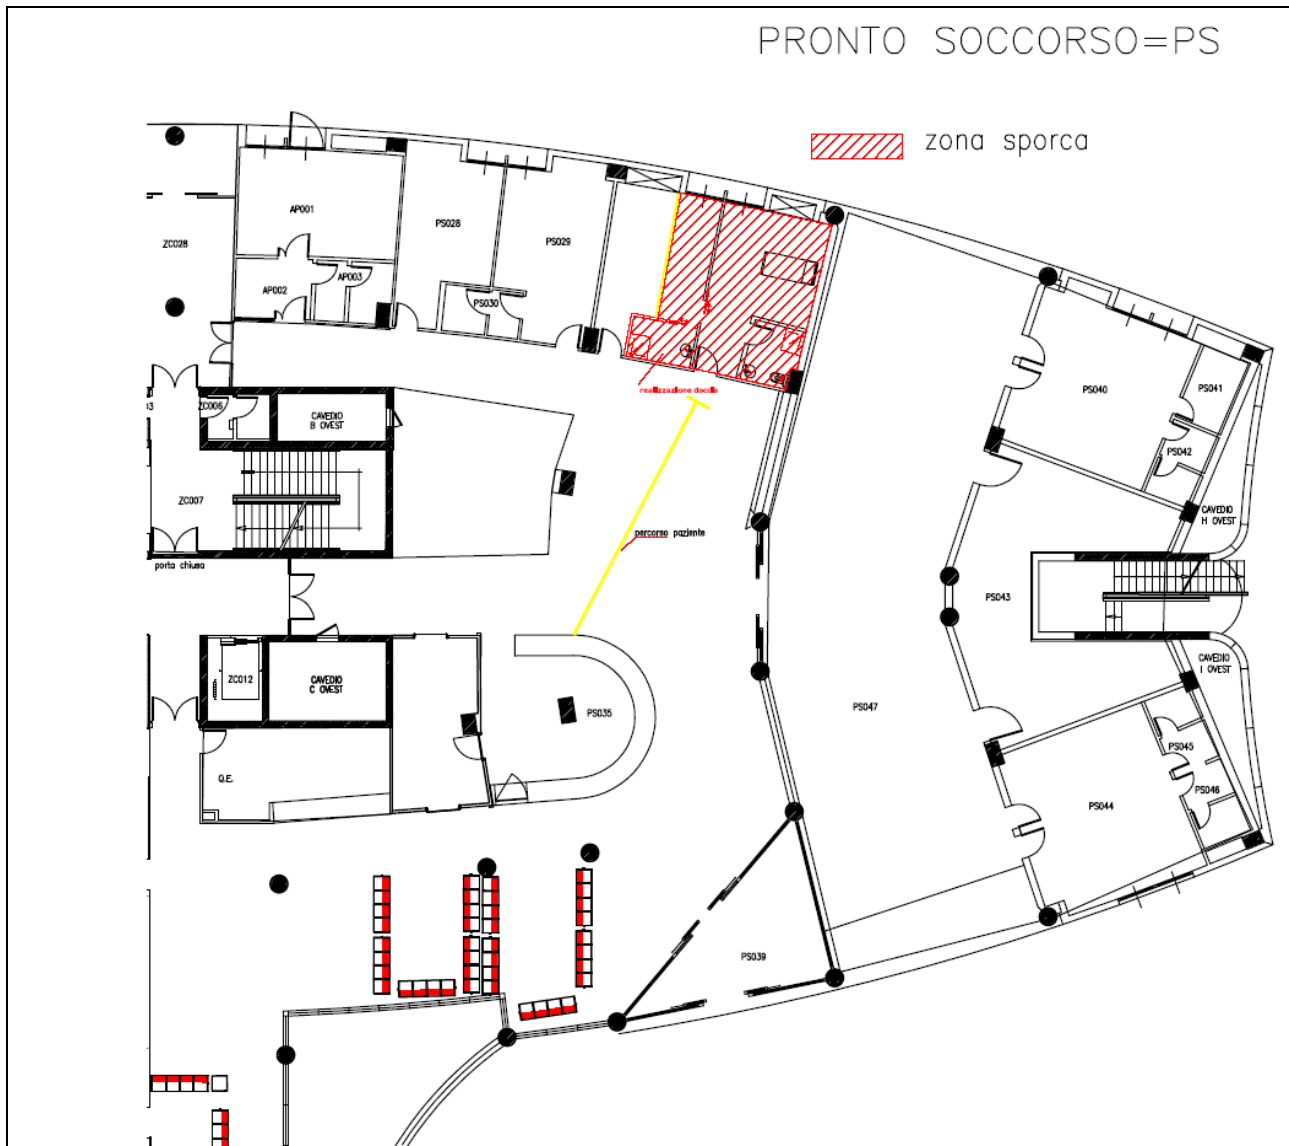 PRONTO SOCCORSO=PS
zona sporca
AP001
PS028
PS029
ZC028
AP002
AP003
PS030
realizzazione doccia
ZC006
CAVEDIO
B OVEST
PS040
PS041
PS042
ZC007
porta chiusa
percorso paziente
CAVEDIO
H OVEST
PS043
ZC012
CAVEDIO
C OVEST
CAVEDIO
I OVEST
PS035
PS047
Q.E.
PS045
PS046
PS044
PS039